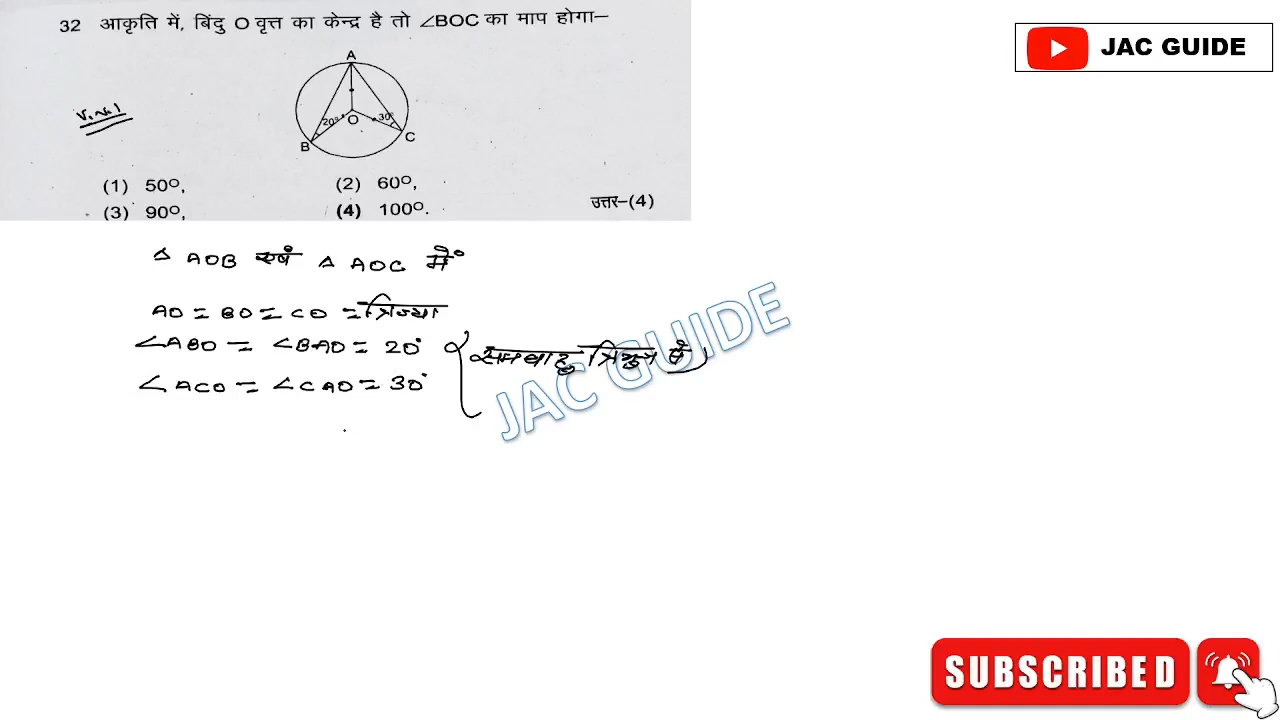 32 आकृति में, बिंदु O वृत्त का केन्द्र है तो ∠BOC का माप होगा–
JAC GUIDE
A
20°
O
30°
B
C
(1) 50°,
(2) 60°,
(3) 90°,
(4) 100°.
उत्तर–(4)
△ AOB एवं △ AOC में
AO = BO = CO = त्रिज्या
∠ABO = ∠BAO = 20°
{समबाहु त्रिभुज है)
∠ACO = ∠CAO = 30°
JAC GUIDE
SUBSCRIBED